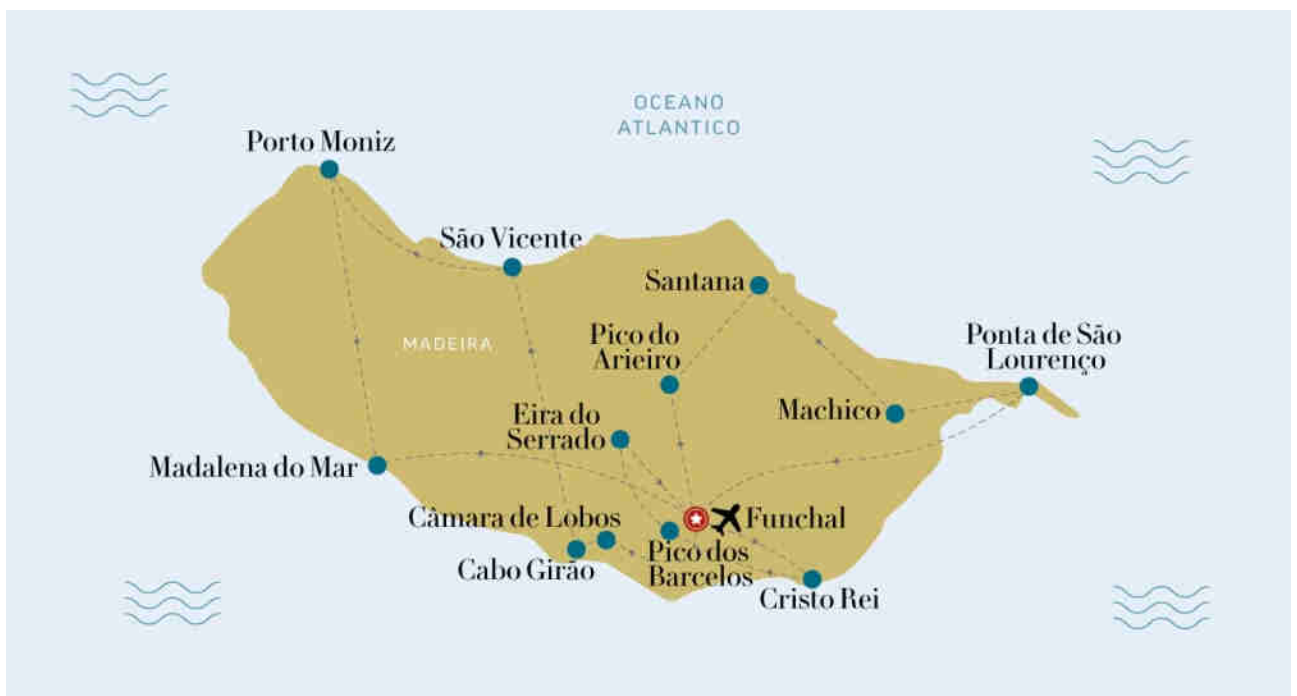 OCEANO
ATLANTICO
Porto Moniz
São Vicente
Santana
MADEIRA
Pico do
Arieiro
Ponta de São
Lourenço
Eira do
Serrado
Machico
Madalena do Mar
Câmara de Lobos
Funchal
Cabo Girão
Pico dos
Barcelos
Cristo Rei